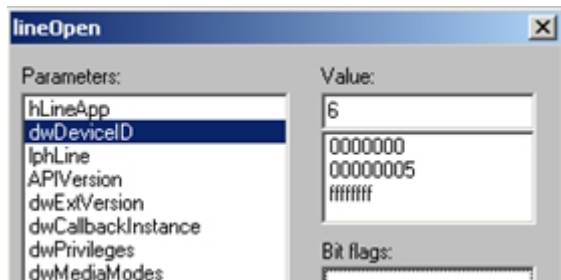 lineOpen
Parameters:
hLineApp
dwDeviceID
lphLine
APIVersion
dwExtVersion
dwCallbackInstance
dwPrivileges
dwMediaModes
Value:
6
0000000
00000005
ffffffff
Bit flags: